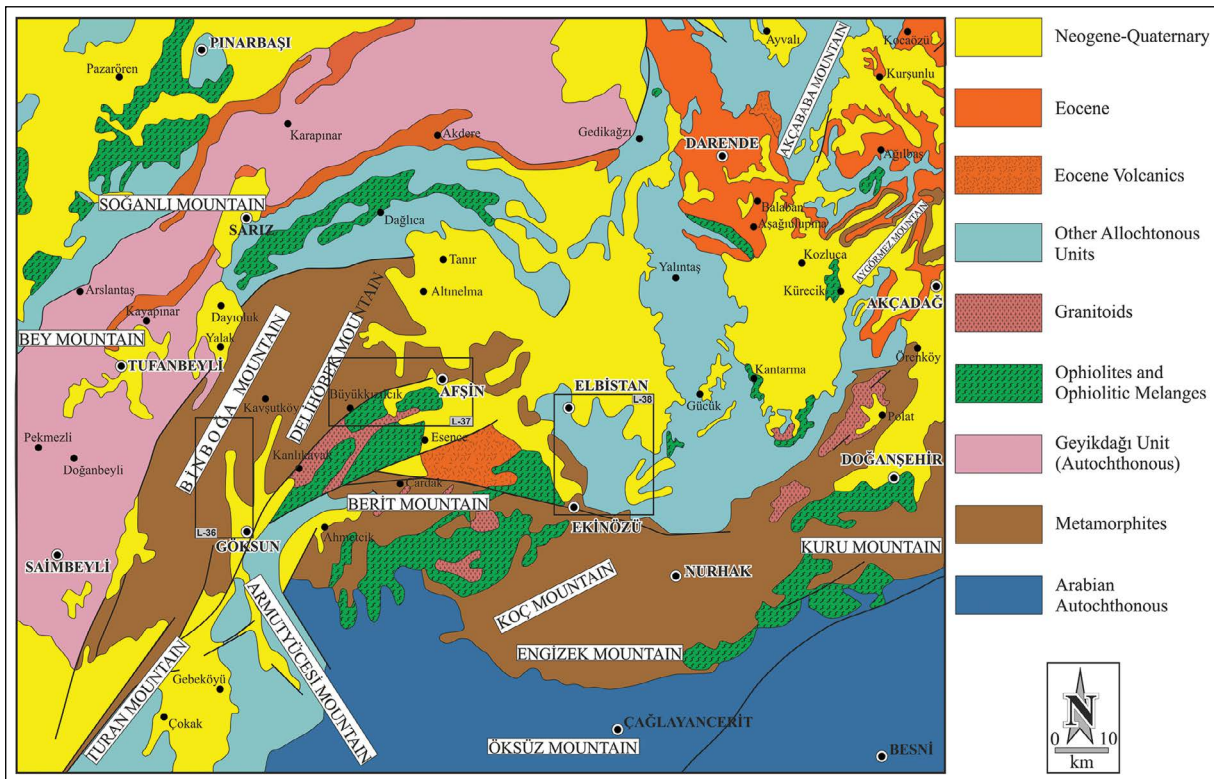 PINARBAŞI
Pazarören
Ayvalı
Kocaözü
Kurşunlu
AKÇABABA MOUNTAIN
Karapınar
Akdere
Gedikağzı
DARENDE
Ağılbaş
SOĞANLI MOUNTAIN
SARIZ
Dağlıca
Balaban
Aşağıulupına
AYGÖRMEZ MOUNTAIN
Tanır
Kozluca
Yalıntaş
Arslantaş
Altınelma
Kürecik
AKÇADAĞ
Dayıoluk
Kayapınar
BEY MOUNTAIN
Yalak
TUFANBEYLİ
BİNBOĞA MOUNTAIN
DELİHÖBEK MOUNTAIN
Örenköy
Kantarma
AFŞİN
Büyükkızılcık
L-37
Kavşutköy
ELBİSTAN
L-38
Gücük
Polat
Pekmezli
Doğanbeyli
Esence
Kanlıkavak
Çardak
DOĞANŞEHİR
BERİT MOUNTAIN
EKİNÖZÜ
L-36
GÖKSUN
Ahmetcik
KURU MOUNTAIN
SAİMBEYLİ
NURHAK
KOÇ MOUNTAIN
ARMUTYÜCESİ MOUNTAIN
ENGİZEK MOUNTAIN
TURAN MOUNTAIN
Gebeköyü
Çokak
ÇAĞLAYANCERİT
ÖKSÜZ MOUNTAIN
BESNİ
Neogene-Quaternary
Eocene
Eocene Volcanics
Other Allochtonous
Units
Granitoids
Ophiolites and
Ophiolitic Melanges
Geyikdağı Unit
(Autochthonous)
Metamorphites
Arabian
Autochthonous
N
0 10
km